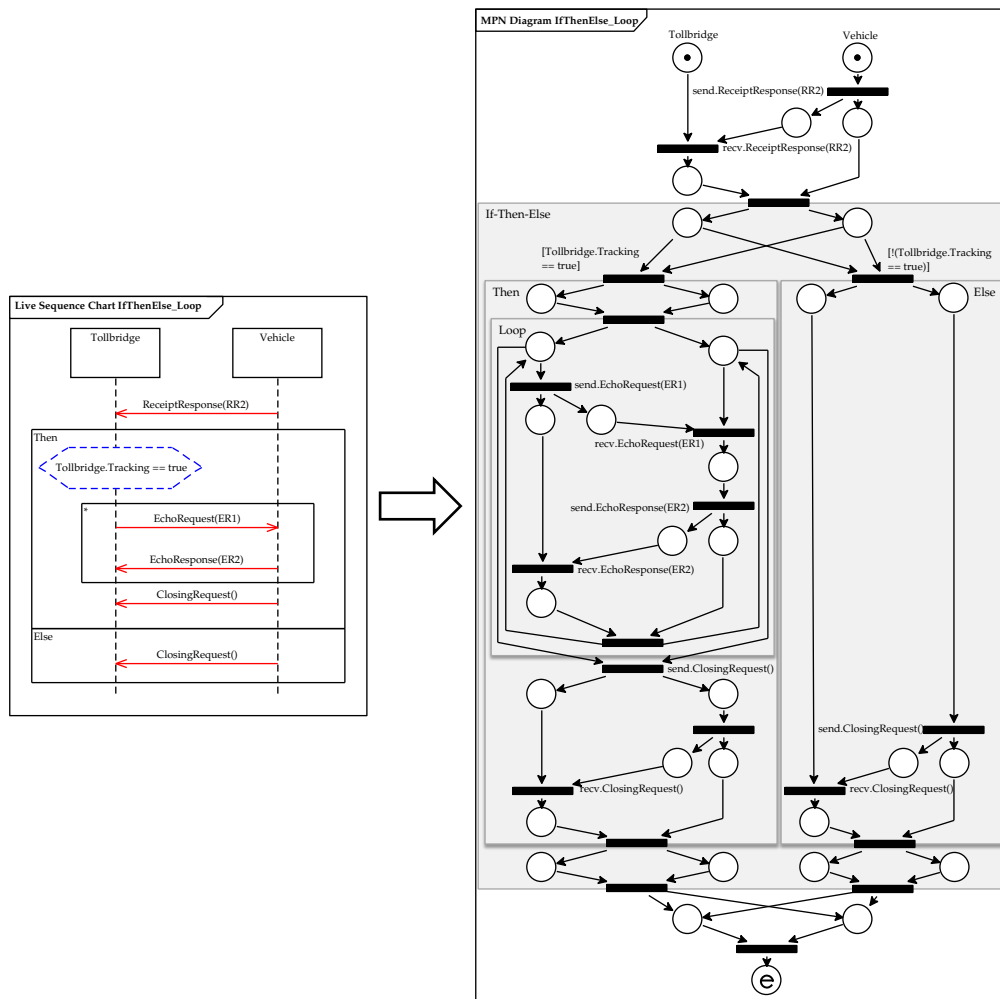 Live Sequence Chart IfThenElse_Loop
Tollbridge
Vehicle
ReceiptResponse(RR2)
Then
Tollbridge.Tracking == true
*
EchoRequest(ER1)
EchoResponse(ER2)
ClosingRequest()
Else
ClosingRequest()
MPN Diagram IfThenElse_Loop
Tollbridge
Vehicle
send.ReceiptResponse(RR2)
recv.ReceiptResponse(RR2)
If-Then-Else
[Tollbridge.Tracking
== true]
[!(Tollbridge.Tracking
== true)]
Then
Else
Loop
send.EchoRequest(ER1)
recv.EchoRequest(ER1)
send.EchoResponse(ER2)
recv.EchoResponse(ER2)
send.ClosingRequest()
send.ClosingRequest()
recv.ClosingRequest()
recv.ClosingRequest()
e